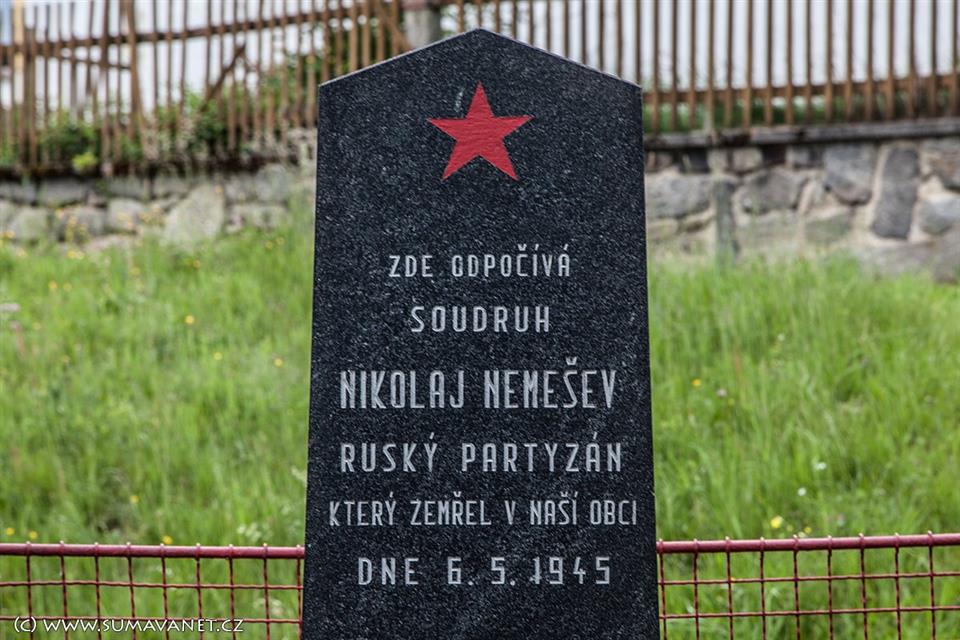 ZDE ODPOČÍVÁ
SOUDRUH
NIKOLAJ NEMEŠEV
RUSKÝ PARTYZÁN
KTERÝ ZEMŘEL V NAŠÍ OBCI
DNE 6. 5. 1945
(C) WWW.SUMAVANET.CZ